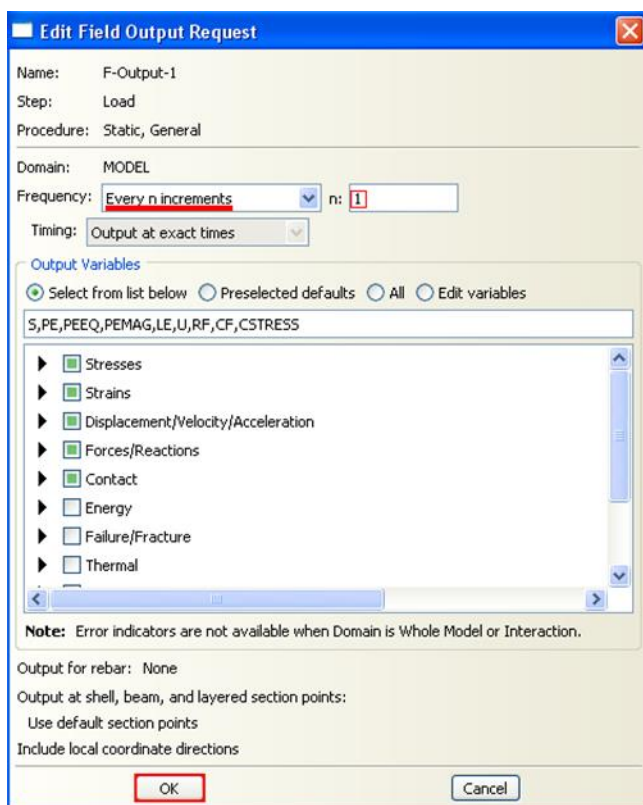 Edit Field Output Request
Name: F-Output-1
Step: Load
Procedure: Static, General
Domain: MODEL
Frequency: Every n increments n: 1
Timing: Output at exact times
Output Variables
Select from list below Preselected defaults All Edit variables
S,PE,PEEQ,PEMAG,LE,U,RF,CF,CSTRESS
Stresses
Strains
Displacement/Velocity/Acceleration
Forces/Reactions
Contact
Energy
Failure/Fracture
Thermal
Note: Error indicators are not available when Domain is Whole Model or Interaction.
Output for rebar: None
Output at shell, beam, and layered section points:
Use default section points
Include local coordinate directions
OK Cancel